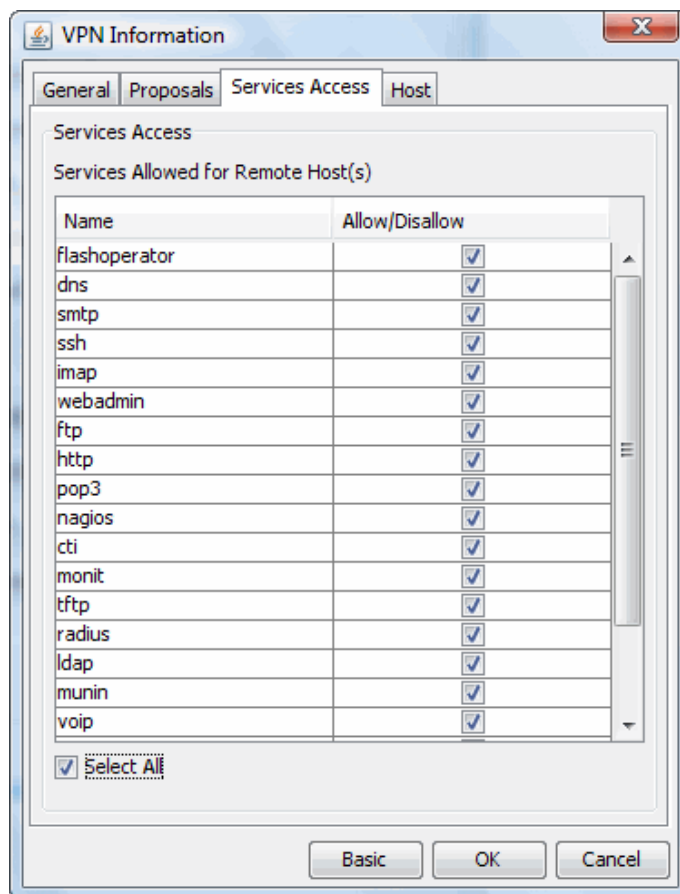 VPN Information
General Proposals Services Access Host
Services Access
Services Allowed for Remote Host(s)
Name Allow/Disallow
flashoperator
dns
smtp
ssh
imap
webadmin
ftp
http
pop3
nagios
cti
monit
tftp
radius
ldap
munin
voip
Select All
Basic OK Cancel